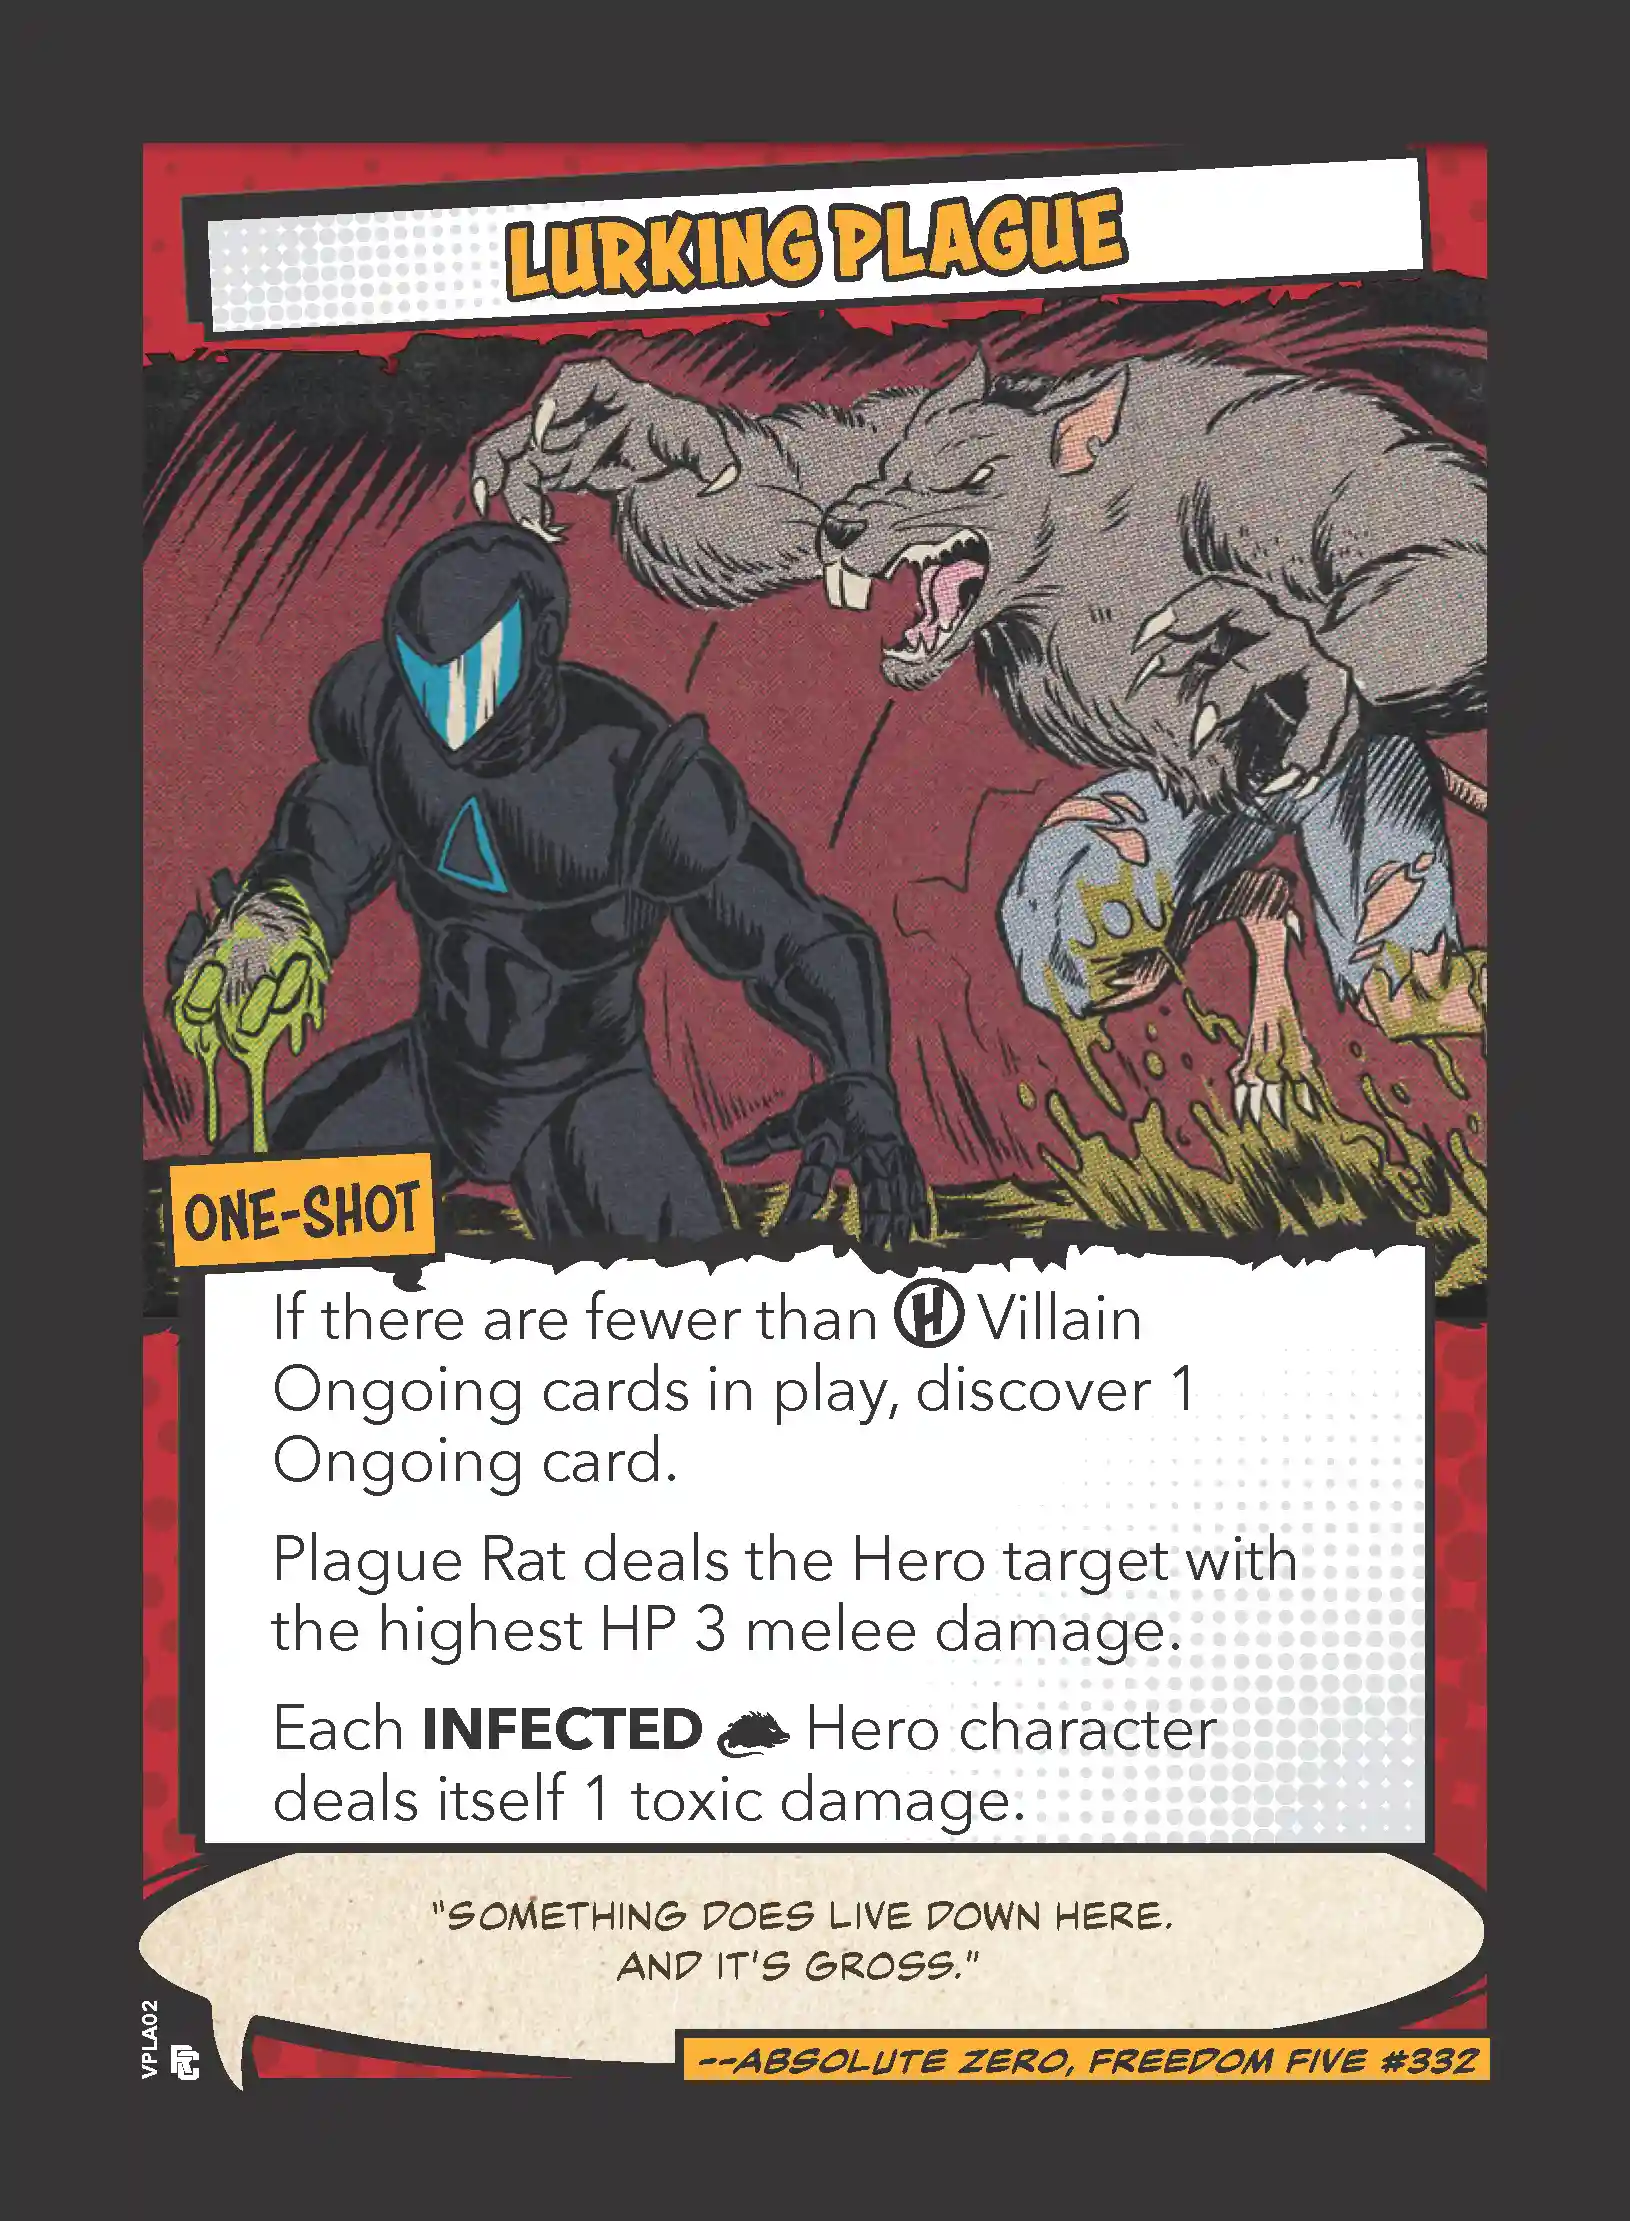 LURKING PLAGUE
ONE-SHOT
If there are fewer than Ⓗ Villain
Ongoing cards in play, discover 1
Ongoing card.
Plague Rat deals the Hero target with
the highest HP 3 melee damage.
Each INFECTED Hero character
deals itself 1 toxic damage.
"SOMETHING DOES LIVE DOWN HERE.
AND IT'S GROSS."
--ABSOLUTE ZERO, FREEDOM FIVE #332
VPLA02